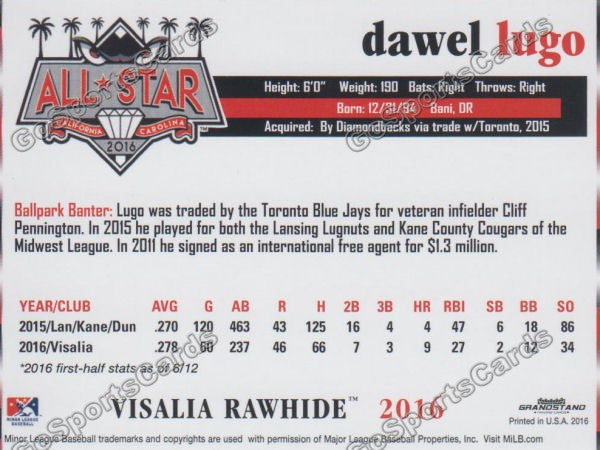 ALL★STAR
CALIFORNIA CAROLINA
2016
TM
dawel lugo
Height: 6'0" Weight: 190 Bats: Right Throws: Right
Born: 12/31/94 Bani, DR
Acquired: By Diamondbacks via trade w/Toronto, 2015
Ballpark Banter: Lugo was traded by the Toronto Blue Jays for veteran infielder Cliff
Pennington. In 2015 he played for both the Lansing Lugnuts and Kane County Cougars of the
Midwest League. In 2011 he signed as an international free agent for $1.3 million.
YEAR/CLUB AVG G AB R H 2B 3B HR RBI SB BB SO
2015/Lan/Kane/Dun .270 120 463 43 125 16 4 4 47 6 18 86
2016/Visalia .278 60 237 46 66 7 3 9 27 2 12 34
*2016 first-half stats as of 6/12
MINOR LEAGUE BASEBALL
VISALIA RAWHIDE™ 2016
GRANDSTAND
Printed in U.S.A. 2016
Minor League Baseball trademarks and copyrights are used with permission of Major League Baseball Properties, Inc. Visit MiLB.com
GoSportsCards